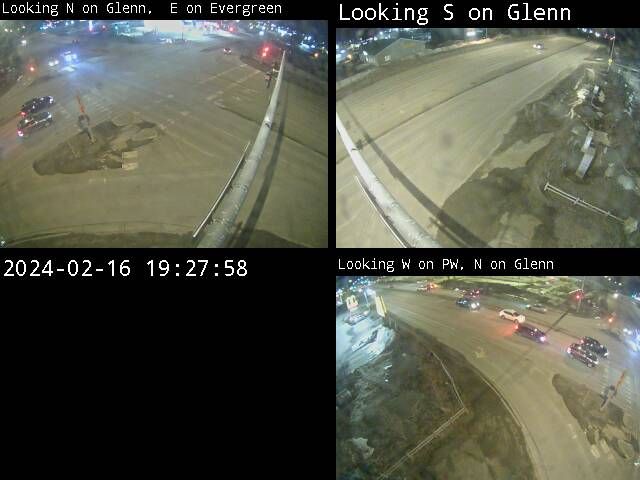 Looking N on Glenn,  E on Evergreen
Looking S on Glenn
2024-02-16 19:27:58
Looking W on PW, N on Glenn